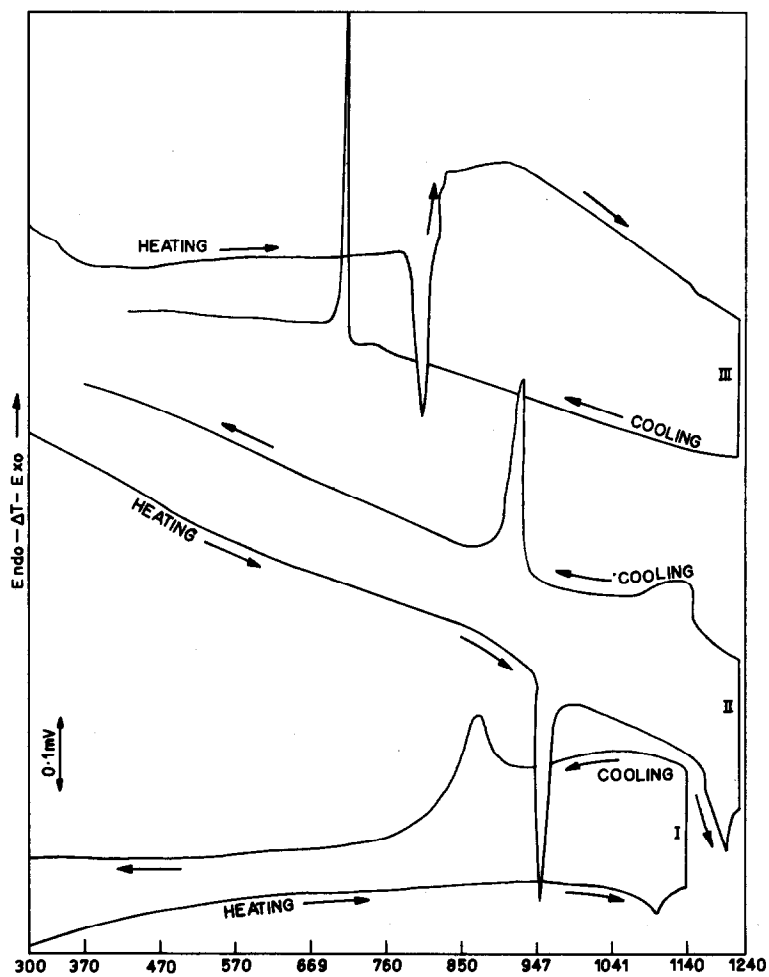 HEATING
III
COOLING
Endo – ΔT – Exo
HEATING
COOLING
II
0·1mV
COOLING
I
HEATING
300 370 470 570 669 760 850 947 1041 1140 1240